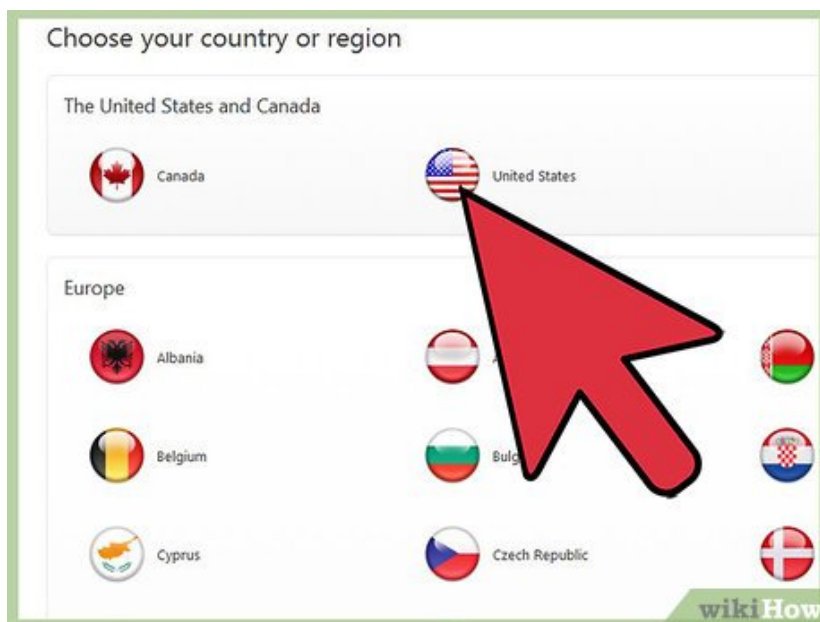 Choose your country or region
The United States and Canada
Canada
United States
Europe
Albania
Belgium
Cyprus
Czech Republic
wikiHow